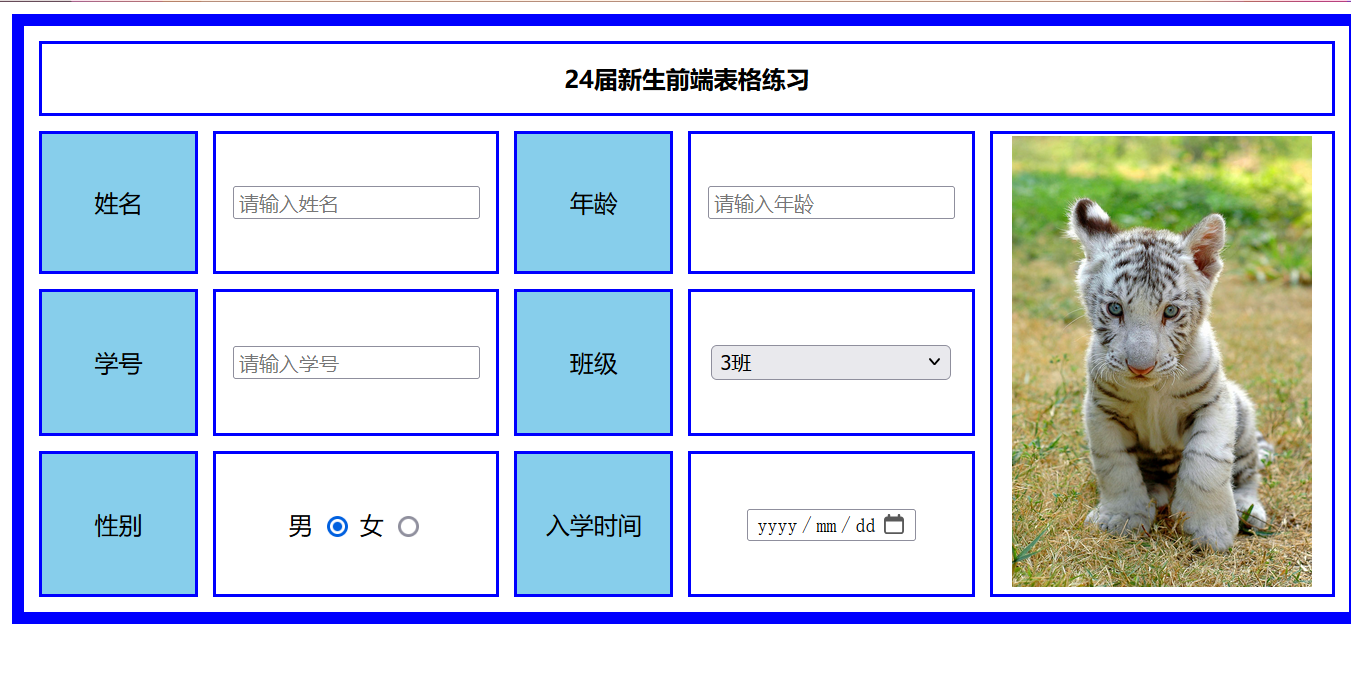 24届新生前端表格练习
姓名 请输入姓名 年龄 请输入年龄
学号 请输入学号 班级 3班
性别 男 女 入学时间 yyyy/mm/dd